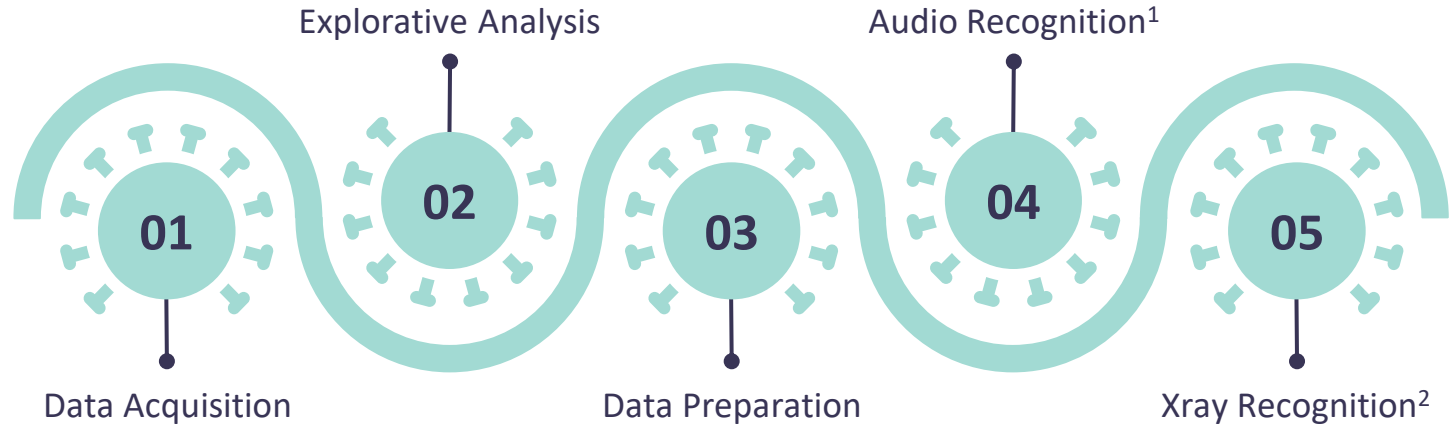 Explorative Analysis
Audio Recognition¹
01
02
03
04
05
Data Acquisition
Data Preparation
Xray Recognition²